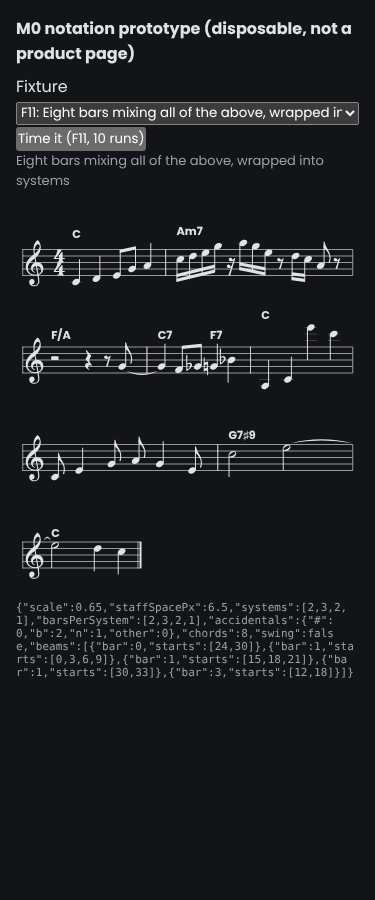 M0 notation prototype (disposable, not a
product page)
Fixture
F11: Eight bars mixing all of the above, wrapped ir
Time it (F11, 10 runs)
Eight bars mixing all of the above, wrapped into
systems
C Am7
4
4
F/A C7 F7 C
G7♯9
C
{"scale":0.65,"staffSpacePx":6.5,"systems":[2,3,2,
1],"barsPerSystem":[2,3,2,1],"accidentals":{"#":
0,"b":2,"n":1,"other":0},"chords":8,"swing":fals
e,"beams":[{"bar":0,"starts":[24,30]},{"bar":1,"sta
rts":[0,3,6,9]},{"bar":1,"starts":[15,18,21]},{"ba
r":1,"starts":[30,33]},{"bar":3,"starts":[12,18]}]}